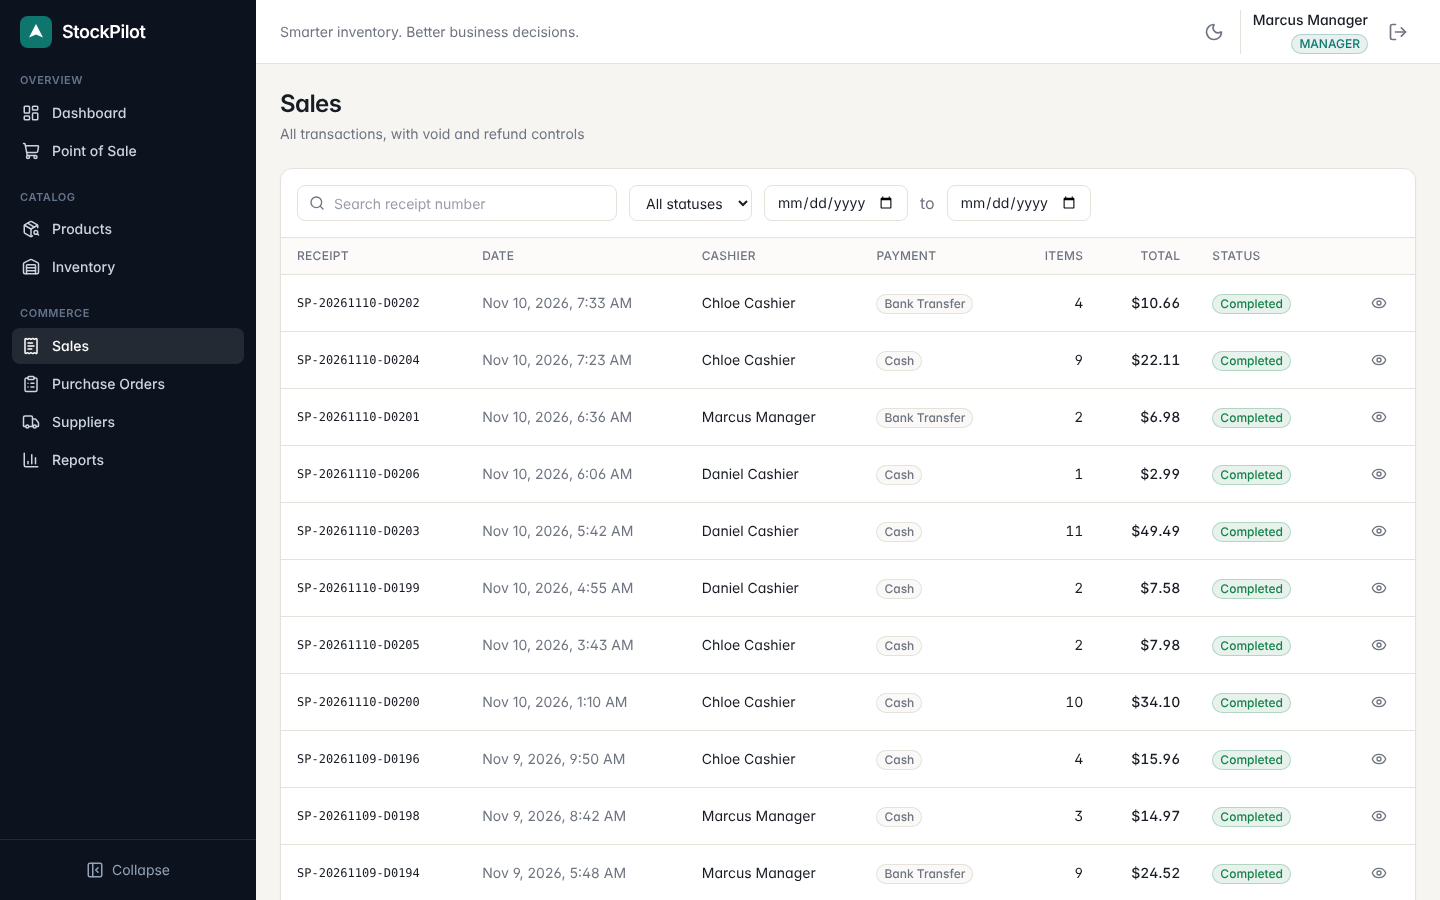 StockPilot
OVERVIEW
Dashboard
Point of Sale
CATALOG
Products
Inventory
COMMERCE
Sales
Purchase Orders
Suppliers
Reports
Collapse
Smarter inventory. Better business decisions.
Marcus Manager
MANAGER
Sales
All transactions, with void and refund controls
Search receipt number All statuses mm/dd/yyyy to mm/dd/yyyy
RECEIPT DATE CASHIER PAYMENT ITEMS TOTAL STATUS
SP-20261110-D0202 Nov 10, 2026, 7:33 AM Chloe Cashier Bank Transfer 4 $10.66 Completed
SP-20261110-D0204 Nov 10, 2026, 7:23 AM Chloe Cashier Cash 9 $22.11 Completed
SP-20261110-D0201 Nov 10, 2026, 6:36 AM Marcus Manager Bank Transfer 2 $6.98 Completed
SP-20261110-D0206 Nov 10, 2026, 6:06 AM Daniel Cashier Cash 1 $2.99 Completed
SP-20261110-D0203 Nov 10, 2026, 5:42 AM Daniel Cashier Cash 11 $49.49 Completed
SP-20261110-D0199 Nov 10, 2026, 4:55 AM Daniel Cashier Cash 2 $7.58 Completed
SP-20261110-D0205 Nov 10, 2026, 3:43 AM Chloe Cashier Cash 2 $7.98 Completed
SP-20261110-D0200 Nov 10, 2026, 1:10 AM Chloe Cashier Cash 10 $34.10 Completed
SP-20261109-D0196 Nov 9, 2026, 9:50 AM Chloe Cashier Cash 4 $15.96 Completed
SP-20261109-D0198 Nov 9, 2026, 8:42 AM Marcus Manager Cash 3 $14.97 Completed
SP-20261109-D0194 Nov 9, 2026, 5:48 AM Marcus Manager Bank Transfer 9 $24.52 Completed